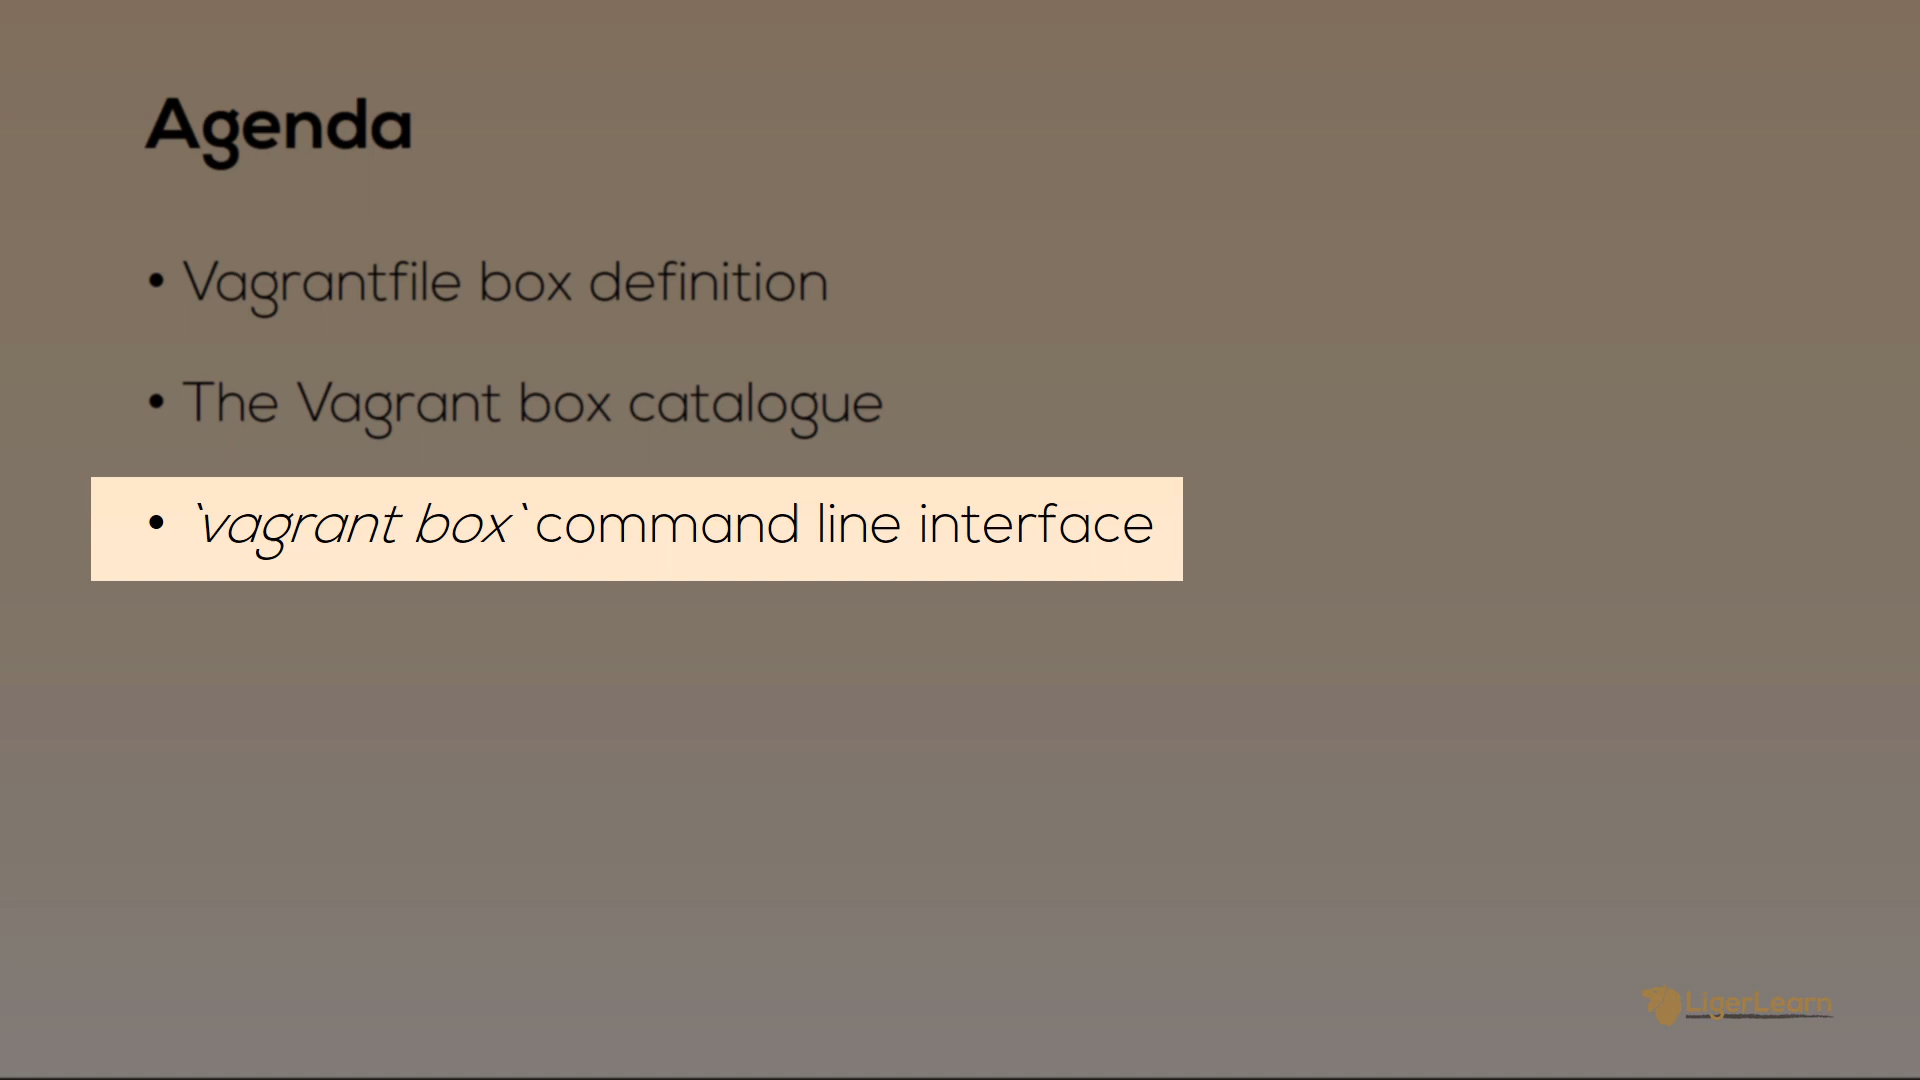 Agenda
• Vagrantfile box definition
• The Vagrant box catalogue
• `vagrant box` command line interface
LigerLearn